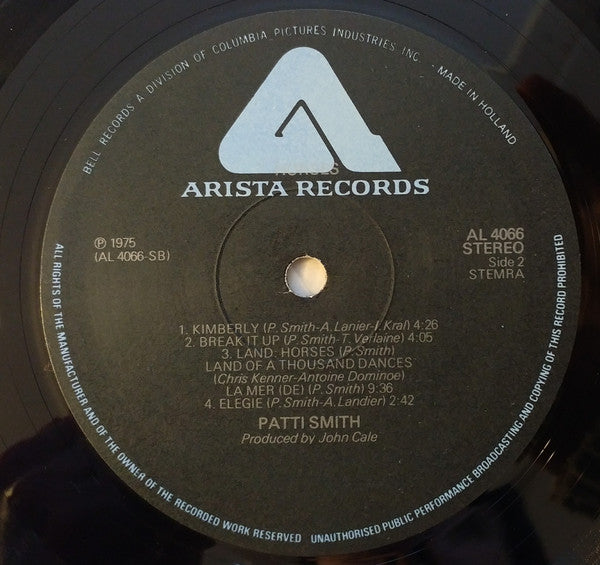 BELL RECORDS A DIVISION OF COLUMBIA PICTURES INDUSTRIES, INC. • MADE IN HOLLAND
HORSES
ARISTA RECORDS
℗ 1975
(AL 4066-SB)
AL 4066
STEREO
Side 2
STEMRA
1. KIMBERLY (P. Smith-A. Lanier-I. Kral) 4:26
2. BREAK IT UP (P. Smith-T. Verlaine) 4:05
3. LAND: HORSES (P. Smith)
LAND OF A THOUSAND DANCES
(Chris Kenner-Antoine Dominoe)
LA MER (DE) (P. Smith) 9:36
4. ELEGIE (P. Smith-A. Landier) 2:42
PATTI SMITH
Produced by John Cale
ALL RIGHTS OF THE MANUFACTURER AND OF THE OWNER OF THE RECORDED WORK RESERVED UNAUTHORISED PUBLIC PERFORMANCE BROADCASTING AND COPYING OF THIS RECORD PROHIBITED